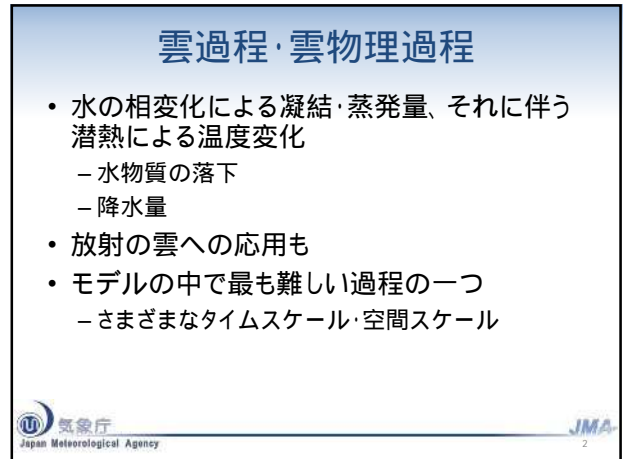 雲過程･雲物理過程
• 水の相変化による凝結･蒸発量、それに伴う
潜熱による温度変化
– 水物質の落下
– 降水量
• 放射の雲への応用も
• モデルの中で最も難しい過程の一つ
– さまざまなタイムスケール･空間スケール
気象庁
Japan Meteorological Agency
JMA
2